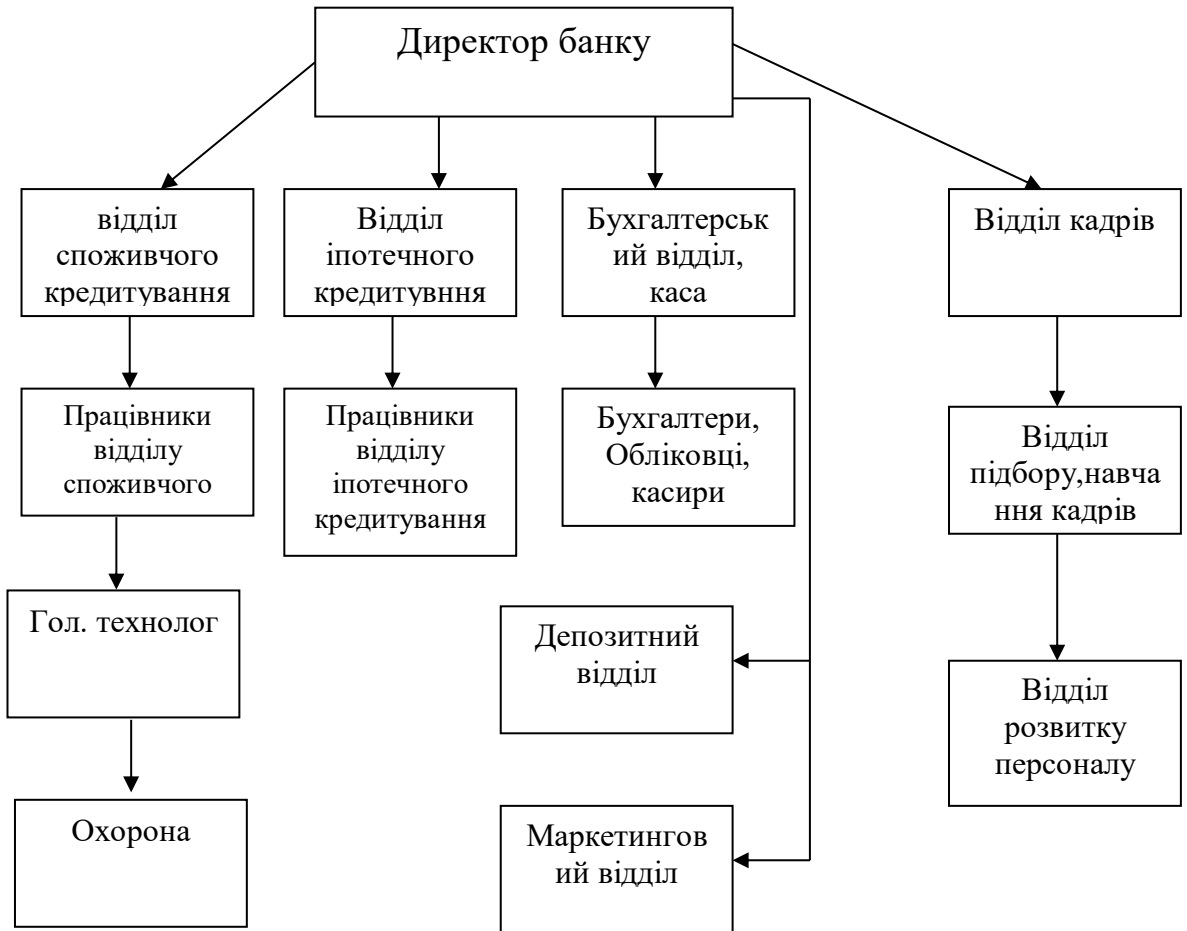 Директор банку
відділ
споживчого
кредитування
Відділ
іпотечного
кредитувння
Бухгалтерськ
ий відділ,
каса
Відділ кадрів
Працівники
відділу
споживчого
Працівники
відділу
іпотечного
кредитування
Бухгалтери,
Обліковці,
касири
Відділ
підбору,навча
ння кадрів
Гол. технолог
Депозитний
відділ
Відділ
розвитку
персоналу
Охорона
Маркетингов
ий відділ